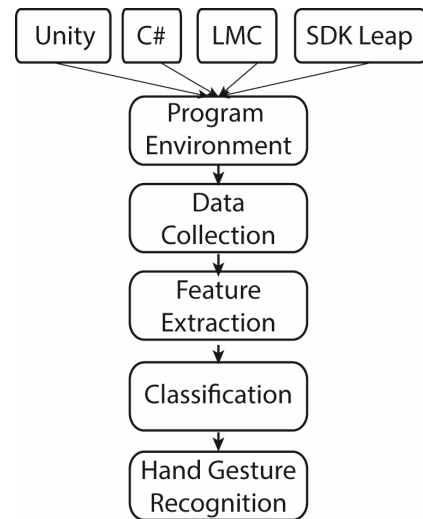 Unity C# LMC SDK Leap
Program
Environment
Data
Collection
Feature
Extraction
Classification
Hand Gesture
Recognition